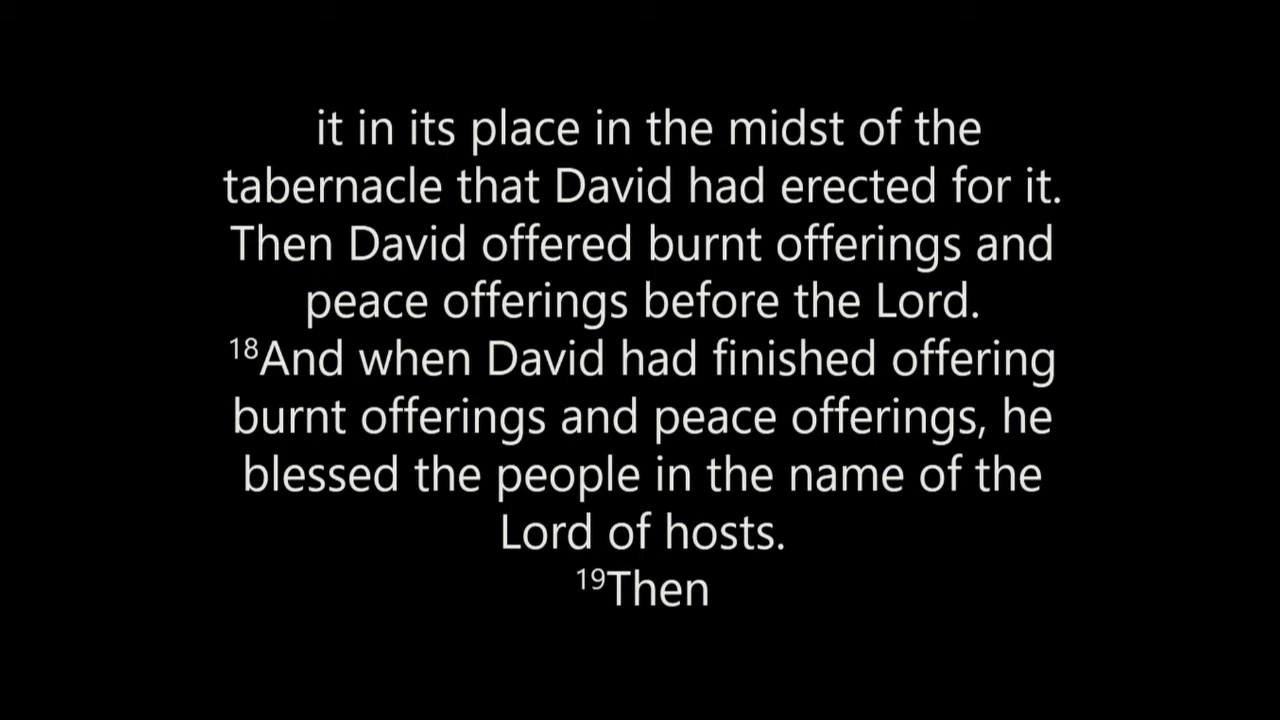 it in its place in the midst of the
tabernacle that David had erected for it.
Then David offered burnt offerings and
peace offerings before the Lord.
¹⁸And when David had finished offering
burnt offerings and peace offerings, he
blessed the people in the name of the
Lord of hosts.
¹⁹Then